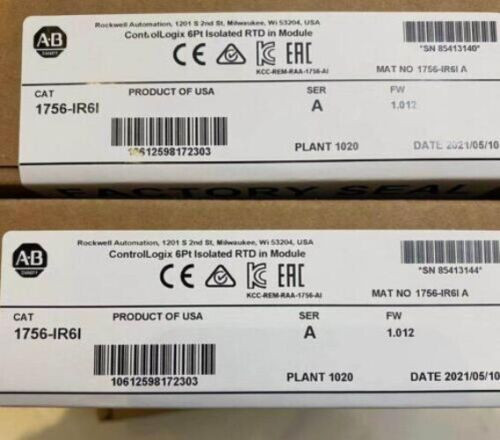 Rockwell Automation, 1201 S 2nd St, Milwaukee, Wi 53204, USA
ControlLogix 6Pt Isolated RTD in Module
A-B
KCC-REM-RAA-1756-AI
*SN 85413140*
MAT NO 1756-IR6I A
CAT
PRODUCT OF USA
SER
FW
1756-IR6I
A
1.012
10612598172303
PLANT 1020
DATE 2021/05/10
FACTORY SEAL
Rockwell Automation, 1201 S 2nd St, Milwaukee, Wi 53204, USA
ControlLogix 6Pt Isolated RTD in Module
A-B
CE
EAC
KCC-REM-RAA-1756-AI
*SN 85413144*
MAT NO 1756-IR6I A
CAT
PRODUCT OF USA
SER
FW
1756-IR6I
A
1.012
10612598172303
PLANT 1020
DATE 2021/05/10